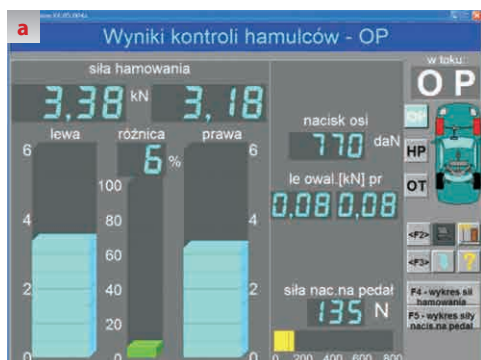 a
Wyniki kontroli hamulców - OP
siła hamowania
3,38 kN 3,18
lewa różnica prawa
6 % 
6 6
100
80
4 4
60
40
2 2
20
0 0 0
nacisk osi
770 daN
le owal.[kN] pr
0,08 0,08
siła nac.na pedał
135 N
0 200 400 600 800
w toku:
OP
OP
HP
OT
<F2>
<F3> ?
F4 - wykres sił
hamowania
F5 - wykres siły
nacis.na pedał